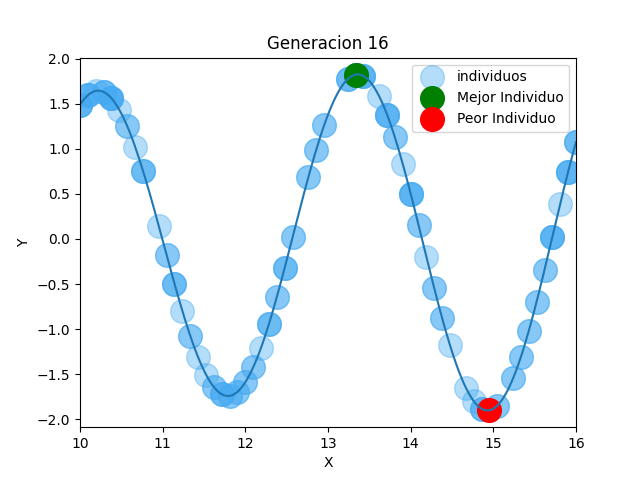 Generacion 16
individuos
Mejor Individuo
Peor Individuo
Y
2.0
1.5
1.0
0.5
0.0
−0.5
−1.0
−1.5
−2.0
10 11 12 13 14 15 16
X